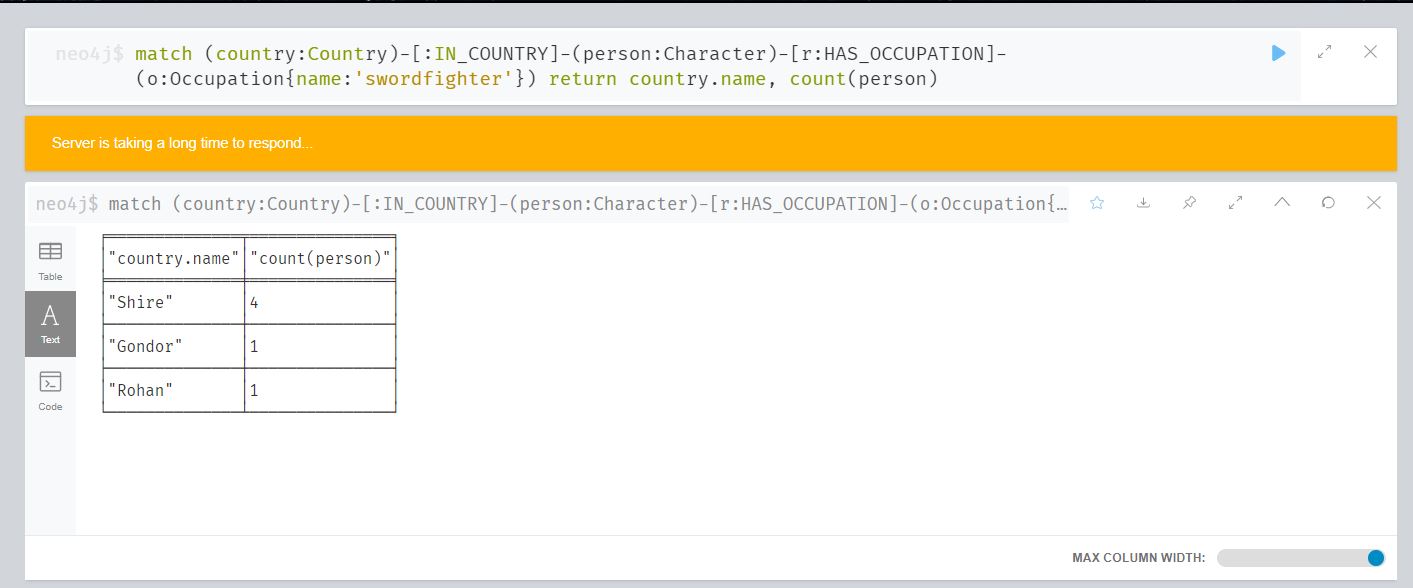 neo4j$ match (country:Country)-[:IN_COUNTRY]-(person:Character)-[r:HAS_OCCUPATION]-
(o:Occupation{name:'swordfighter'}) return country.name, count(person)
Server is taking a long time to respond...
neo4j$ match (country:Country)-[:IN_COUNTRY]-(person:Character)-[r:HAS_OCCUPATION]-(o:Occupation{…
Table
A
Text
Code
"country.name" "count(person)"
"Shire" 4
"Gondor" 1
"Rohan" 1
MAX COLUMN WIDTH: